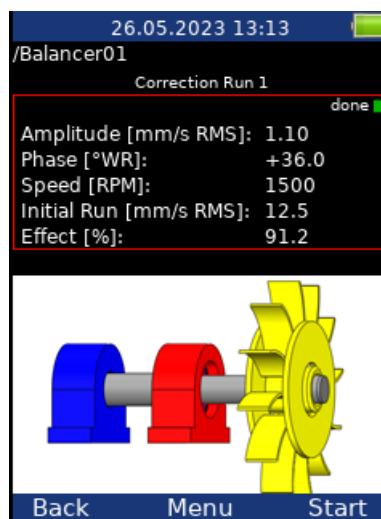 26.05.2023 13:13
/Balancer01
Correction Run 1
done
Amplitude [mm/s RMS]: 1.10
Phase [°WR]: +36.0
Speed [RPM]: 1500
Initial Run [mm/s RMS]: 12.5
Effect [%]: 91.2
Back Menu Start